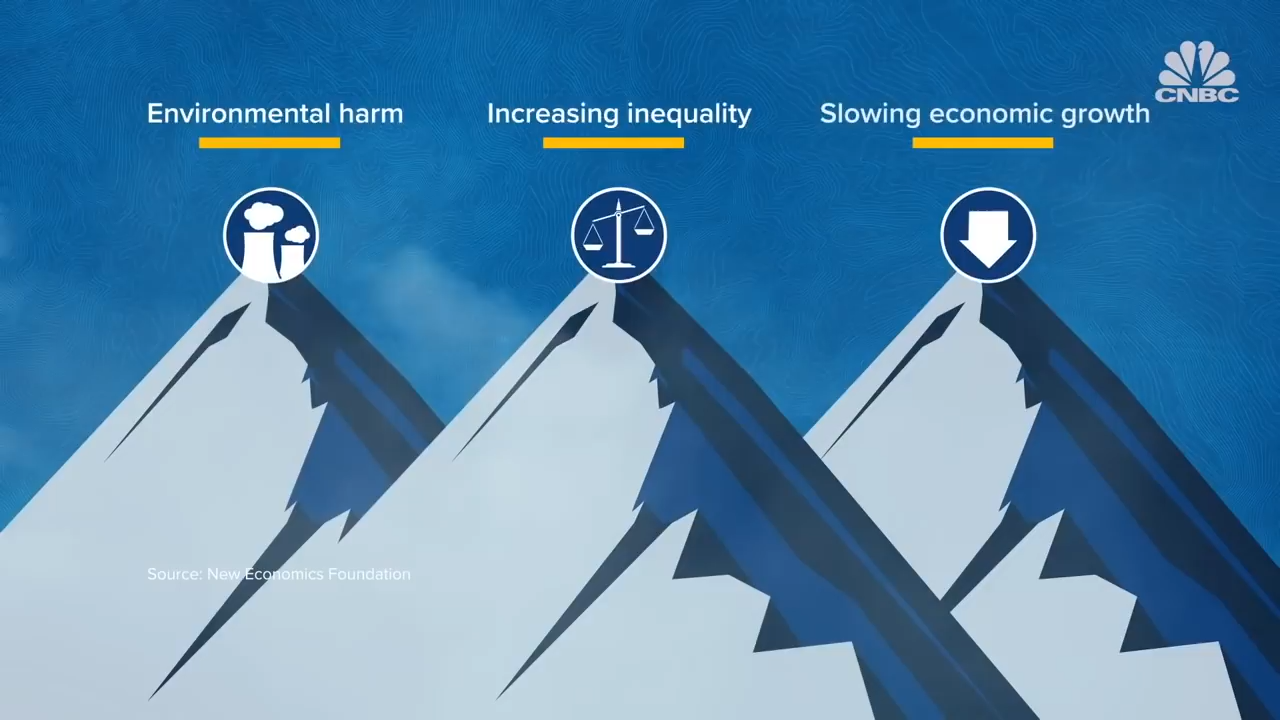 CNBC
Environmental harm
Increasing inequality
Slowing economic growth
Source: New Economics Foundation